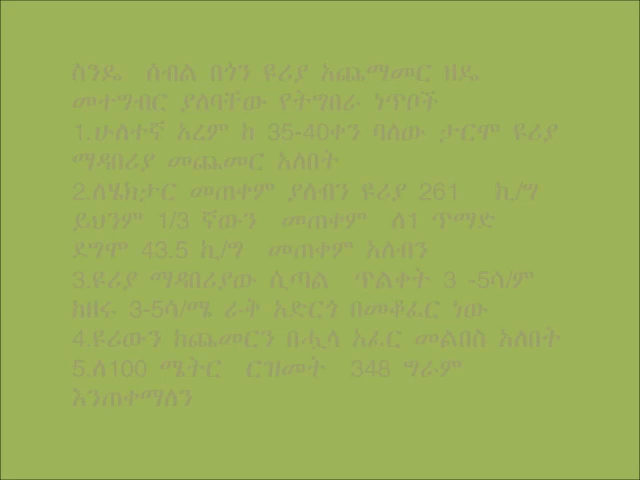 ስንዴ ሰብል በጎን ዩሪያ አጨማመር ዘዴ
መተግብር ያለባቸው የትግበራ ነጥቦች
1.ሁለተኛ አረም ከ 35-40ቀን ባለው ታርሞ ዩሪያ
ማዳበሪያ መጨመር አለበት
2.ለሄክታር መጠቀም ያለብን ዩሪያ 261 ኪ/ግ
ይህንም 1/3 ኛውን መጠቀም ለ1 ጥማድ
ደግሞ 43.5 ኪ/ግ መጠቀም አለብን
3.ዩሪያ ማዳበሪያው ሲጣል ጥልቀት 3 -5ሳ/ም
ከዘሩ 3-5ሳ/ሜ ራቅ አድርጎ በመቆፈር ነው
4.ዩሪውን ከጨመርን በሗላ አፈር መልበስ አለበት
5.ለ100 ሜትር ርዝመት 348 ግራም
እንጠቀማለን